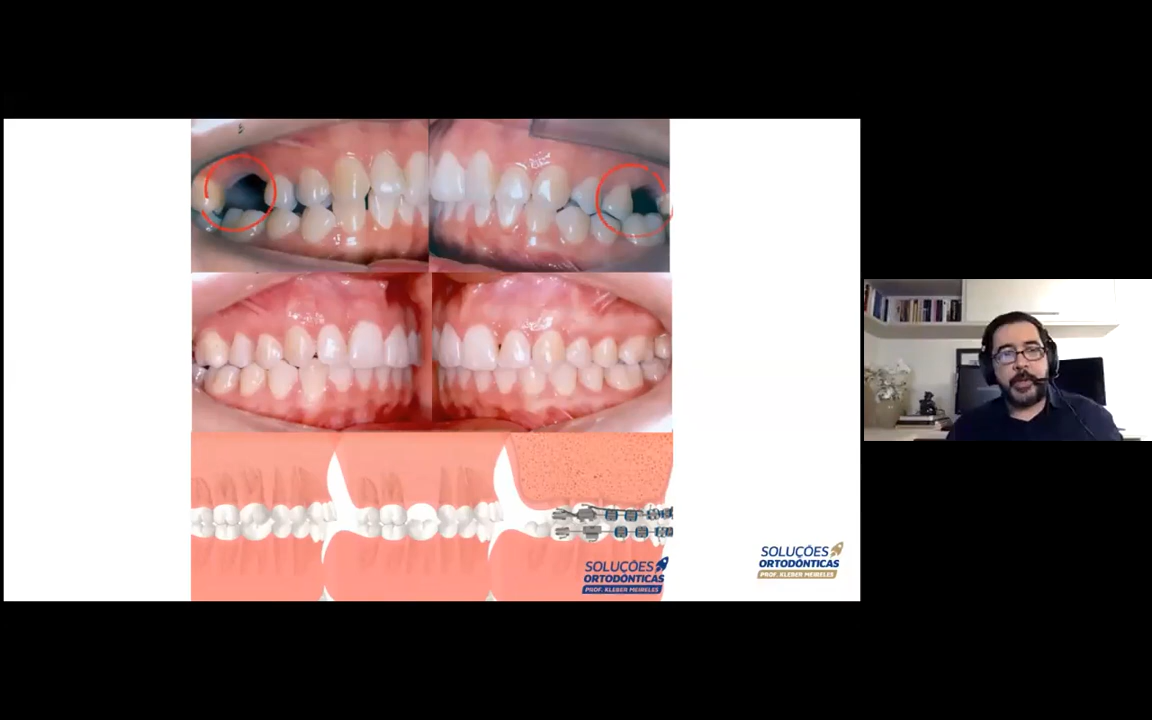 SOLUÇÕES
ORTODÔNTICAS
PROF. KLEBER MEIRELES
SOLUÇÕES
ORTODÔNTICAS
PROF. KLEBER MEIRELES